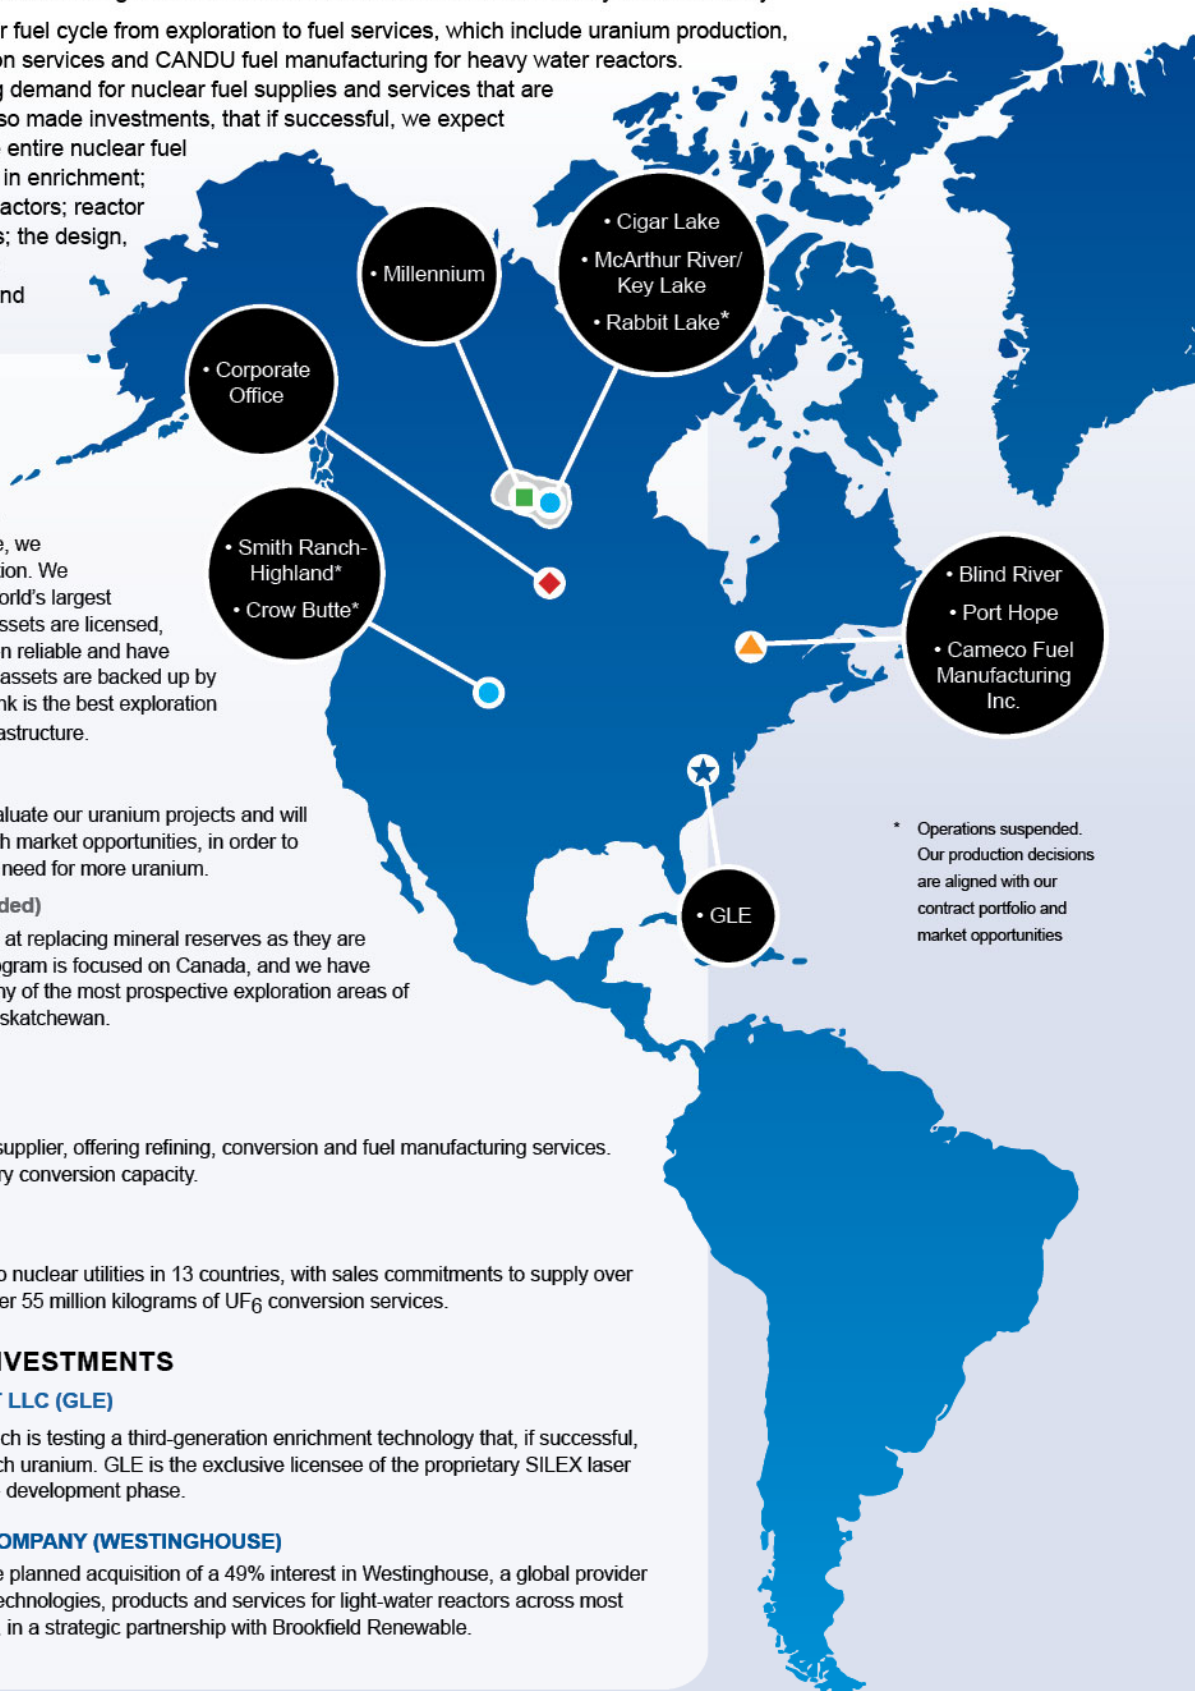 r fuel cycle from exploration to fuel services, which include uranium production,
on services and CANDU fuel manufacturing for heavy water reactors.
g demand for nuclear fuel supplies and services that are
so made investments, that if successful, we expect
entire nuclear fuel
in enrichment;
actors; reactor
s; the design,
nd
• Millennium
• Cigar Lake
• McArthur River/
Key Lake
• Rabbit Lake*
• Corporate
Office
• Smith Ranch-
Highland*
• Crow Butte*
• Blind River
• Port Hope
• Cameco Fuel
Manufacturing
Inc.
• GLE
* Operations suspended.
Our production decisions
are aligned with our
contract portfolio and
market opportunities
e, we
tion. We
orld's largest
ssets are licensed,
n reliable and have
assets are backed up by
nk is the best exploration
astructure.
aluate our uranium projects and will
h market opportunities, in order to
need for more uranium.
ded)
at replacing mineral reserves as they are
ogram is focused on Canada, and we have
ny of the most prospective exploration areas of
skatchewan.
supplier, offering refining, conversion and fuel manufacturing services.
ry conversion capacity.
o nuclear utilities in 13 countries, with sales commitments to supply over
er 55 million kilograms of UF6 conversion services.
NVESTMENTS
T LLC (GLE)
ch is testing a third-generation enrichment technology that, if successful,
ch uranium. GLE is the exclusive licensee of the proprietary SILEX laser
development phase.
OMPANY (WESTINGHOUSE)
e planned acquisition of a 49% interest in Westinghouse, a global provider
echnologies, products and services for light-water reactors across most
, in a strategic partnership with Brookfield Renewable.